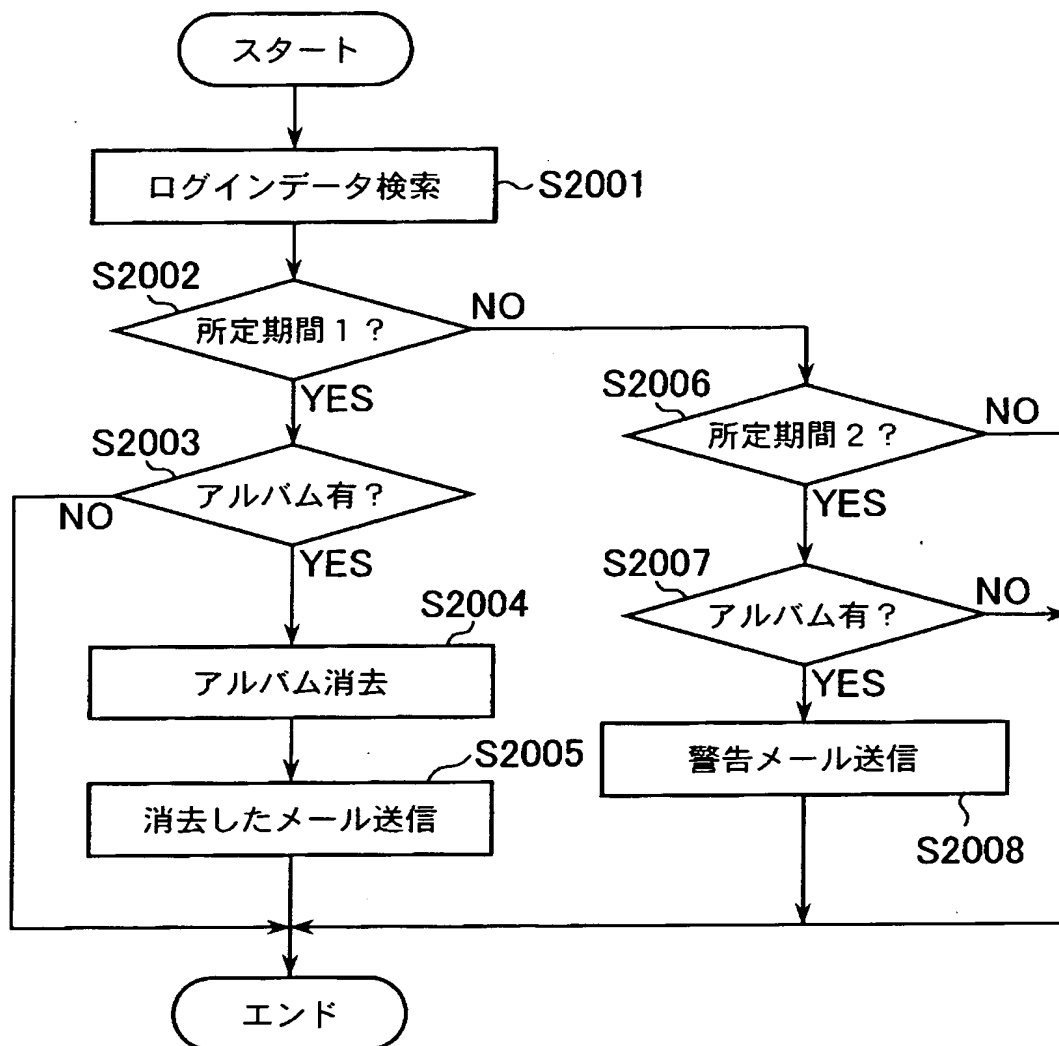 スタート
ログインデータ検索
S2001
S2002
所定期間1?
NO
YES
S2003
アルバム有?
NO
YES
S2004
アルバム消去
S2005
消去したメール送信
S2006
所定期間2?
NO
YES
S2007
アルバム有?
NO
YES
警告メール送信
S2008
エンド